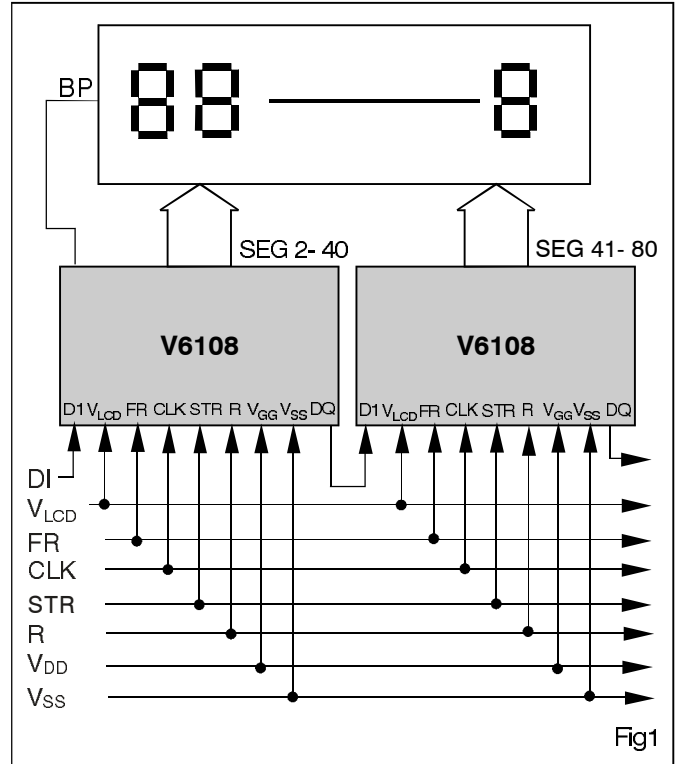 BP
88 8
SEG 2-40 SEG 41-80
V6108 V6108
D1 VLCD FR CLK STR R VGG VSS DQ D1 VLCD FR CLK STR R VGG VSS DQ
DI
VLCD
FR
CLK
STR
R
VDD
VSS
Fig1